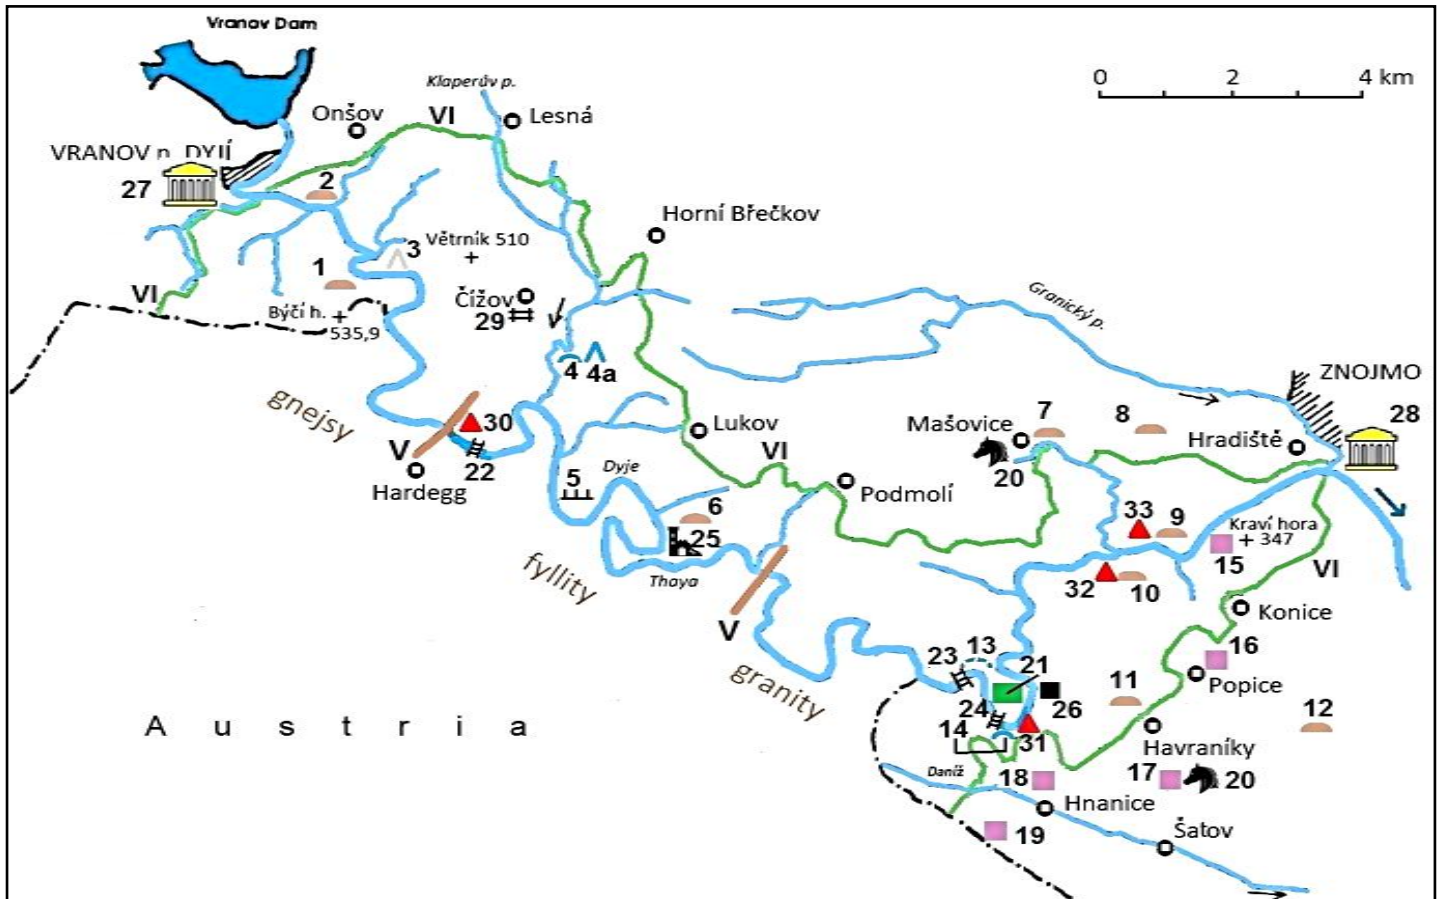 Vranov Dam
0 2 4 km
Klaperův p.
Onšov
VI
Lesná
VRANOV n. DYJÍ
27
2
Horní Břečkov
3
Větrník 510
1
VI
Čížov
29
Býčí h.
535,9
Granický p.
4 4a
ZNOJMO
gnejsy
30
28
V
Lukov
Mašovice
7
8
Hradiště
22
Hardegg
VI
20
5
Dyje
Podmolí
6
33
9
Kraví hora
347
25
15
fyllity
Thaya
32
10
VI
V
Konice
granity
23
13
21
16
Popice
24
26
11
12
14
31
Havraníky
Austria
Daníž
18
17
20
Hnanice
19
Šatov